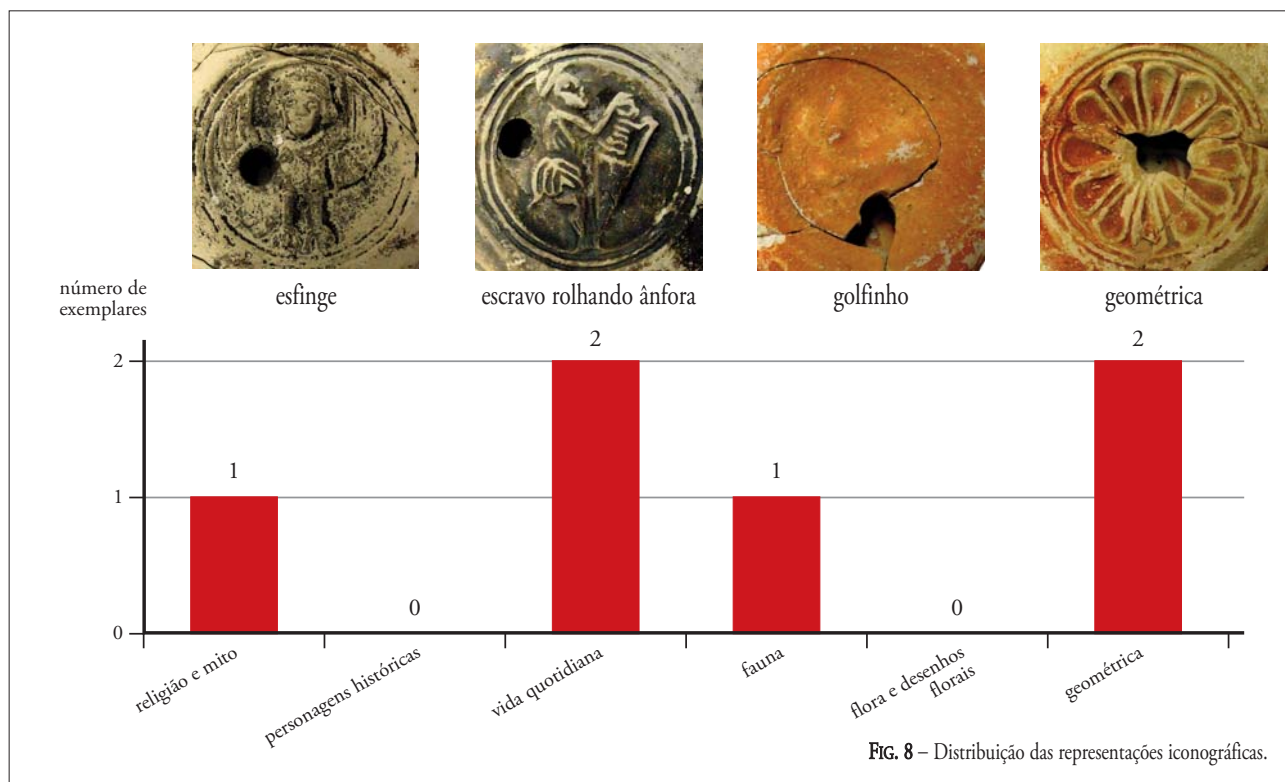 esfinge
escravo rolhando ânfora
golfinho
geométrica
número de
exemplares
2
2
2
1
1
1
0
0
0
religião e mito
personagens históricas
vida quotidiana
fauna
flora e desenhos
florais
geométrica
FIG. 8 – Distribuição das representações iconográficas.